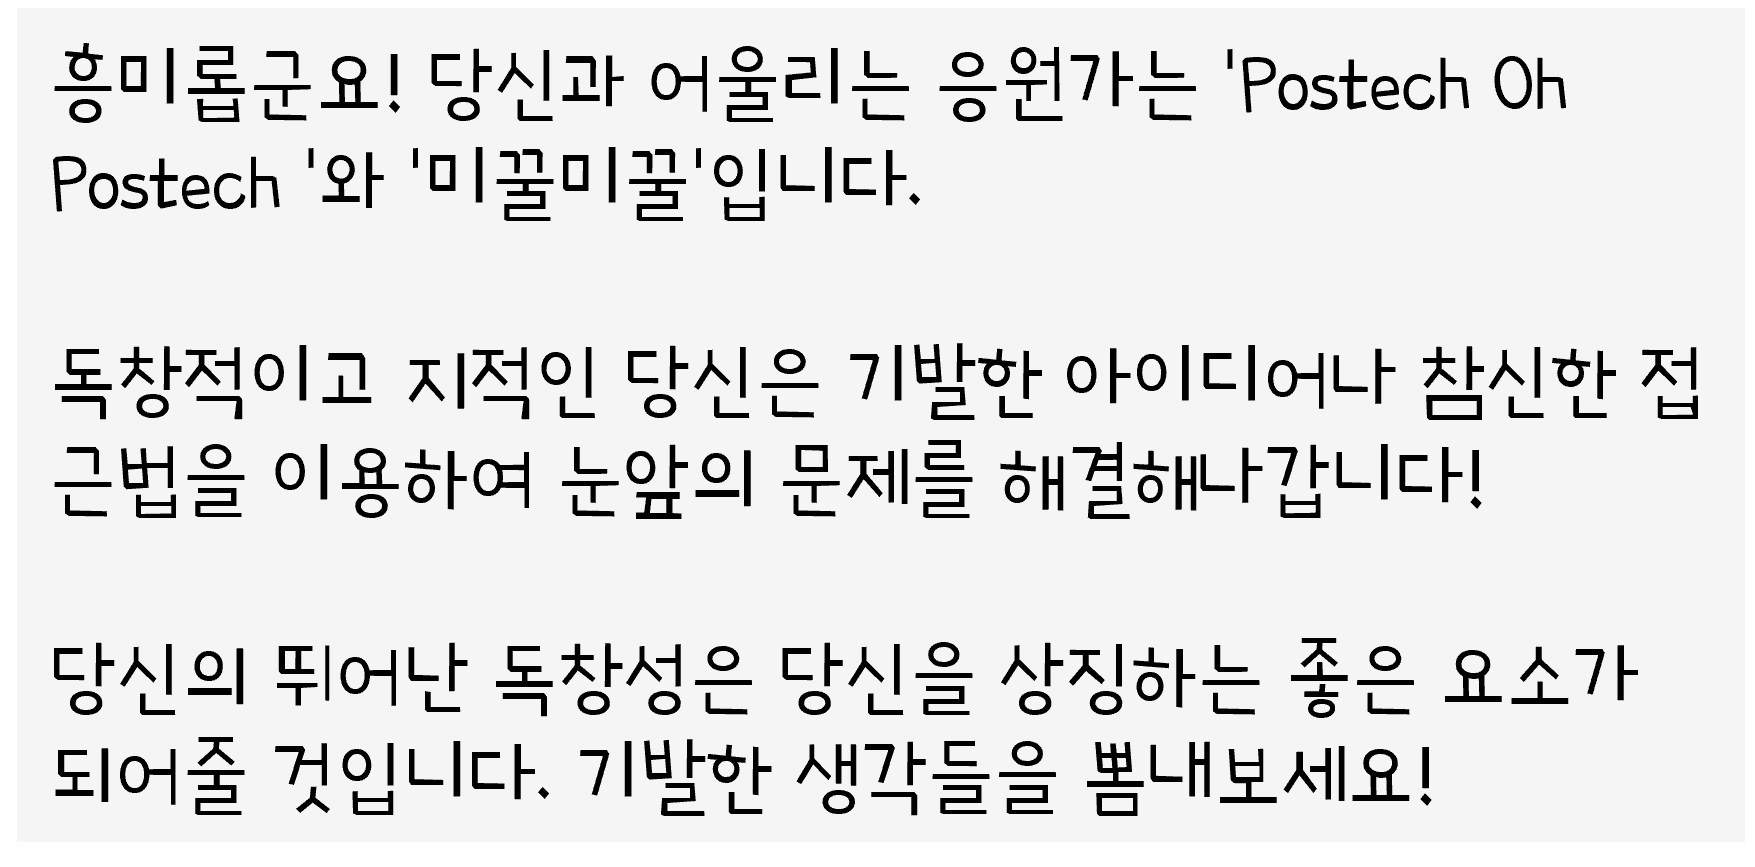 흥미롭군요! 당신과 어울리는 응원가는 'Postech Oh
Postech '와 '미꿀미꿀'입니다.
독창적이고 지적인 당신은 기발한 아이디어나 참신한 접
근법을 이용하여 눈앞의 문제를 해결해나갑니다!
당신의 뛰어난 독창성은 당신을 상징하는 좋은 요소가
되어줄 것입니다. 기발한 생각들을 뽐내보세요!